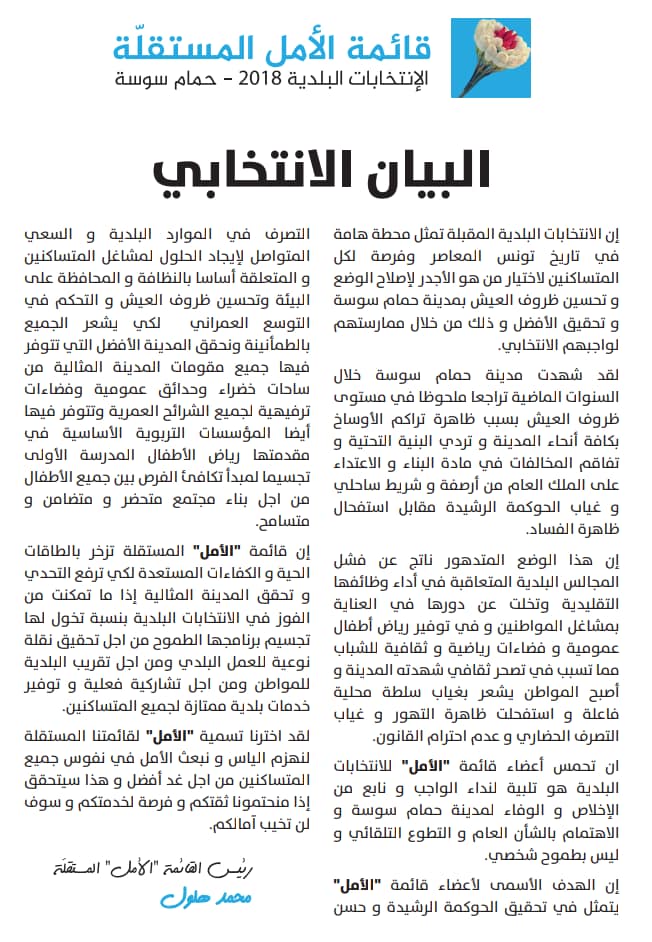 قائمة الأمل المستقلّة
الإنتخابات البلدية 2018 - حمام سوسة
البيان الانتخابي
إن الانتخابات البلدية المقبلة تمثل محطة هامة
في تاريخ تونس المعاصر وفرصة لكل
المتساكنين لاختيار من هو الأجدر لإصلاح الوضع
و تحسين ظروف العيش بمدينة حمام سوسة
و تحقيق الأفضل و ذلك من خلال ممارستهم
لواجبهم الانتخابي.
لقد شهدت مدينة حمام سوسة خلال
السنوات الماضية تراجعا ملحوظا في مستوى
ظروف العيش بسبب ظاهرة تراكم الأوساخ
بكافة أنحاء المدينة و تردي البنية التحتية و
تفاقم المخالفات في مادة البناء و الاعتداء
على الملك العام من أرصفة و شريط ساحلي
و غياب الحوكمة الرشيدة مقابل استفحال
ظاهرة الفساد.
إن هذا الوضع المتدهور ناتج عن فشل
المجالس البلدية المتعاقبة في أداء وظائفها
التقليدية وتخلت عن دورها في العناية
بمشاغل المواطنين و في توفير رياض أطفال
عمومية و فضاءات رياضية و ثقافية للشباب
مما تسبب في تصحر ثقافي شهدته المدينة و
أصبح المواطن يشعر بغياب سلطة محلية
فاعلة و استفحلت ظاهرة التهور و غياب
التصرف الحضاري و عدم احترام القانون.
ان تحمس أعضاء قائمة "الأمل" للانتخابات
البلدية هو تلبية لنداء الواجب و نابع من
الإخلاص و الوفاء لمدينة حمام سوسة و
الاهتمام بالشأن العام و التطوع التلقائي و
ليس بطموح شخصي.
إن الهدف الأسمى لأعضاء قائمة "الأمل"
يتمثل في تحقيق الحوكمة الرشيدة و حسن
التصرف في الموارد البلدية و السعي
المتواصل لإيجاد الحلول لمشاغل المتساكنين
و المتعلقة أساسا بالنظافة و المحافظة على
البيئة وتحسين ظروف العيش و التحكم في
التوسع العمراني لكي يشعر الجميع
بالطمأنينة ونحقق المدينة الأفضل التي تتوفر
فيها جميع مقومات المدينة المثالية من
ساحات خضراء وحدائق عمومية وفضاءات
ترفيهية لجميع الشرائح العمرية وتتوفر فيها
أيضا المؤسسات التربوية الأساسية في
مقدمتها رياض الأطفال المدرسة الأولى
تجسيما لمبدأ تكافئ الفرص بين جميع الأطفال
من اجل بناء مجتمع متحضر و متضامن و
متسامح.
إن قائمة "الأمل" المستقلة تزخر بالطاقات
الحية و الكفاءات المستعدة لكي ترفع التحدي
و تحقق المدينة المثالية إذا ما تمكنت من
الفوز في الانتخابات البلدية بنسبة تخول لها
تجسيم برنامجها الطموح من اجل تحقيق نقلة
نوعية للعمل البلدي ومن اجل تقريب البلدية
للمواطن ومن اجل تشاركية فعلية و توفير
خدمات بلدية ممتازة لجميع المتساكنين.
لقد اخترنا تسمية "الأمل" لقائمتنا المستقلة
لنهزم الياس و نبعث الأمل في نفوس جميع
المتساكنين من اجل غد أفضل و هذا سيتحقق
إذا منحتمونا ثقتكم و فرصة لخدمتكم و سوف
لن تخيب آمالكم.
رئيس القائمة "الأمل" المستقلّة
محمد هلول